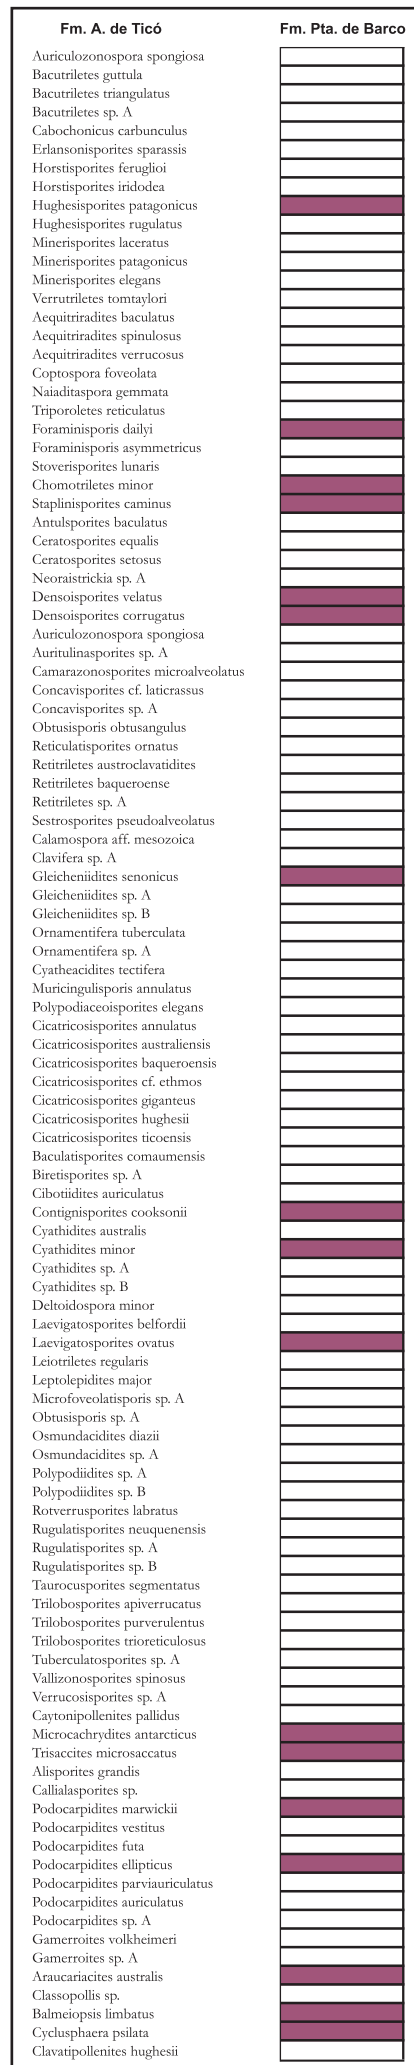 Fm. A. de Ticó Fm. Pta. de Barco
Auriculozonospora spongiosa
Bacutriletes guttula
Bacutriletes triangulatus
Bacutriletes sp. A
Cabochonicus carbunculus
Erlansonisporites sparassis
Horstisporites feruglioi
Horstisporites iridodea
Hughesisporites patagonicus
Hughesisporites rugulatus
Minerisporites laceratus
Minerisporites patagonicus
Minerisporites elegans
Verrutriletes tomtaylori
Aequitriradites baculatus
Aequitriradites spinulosus
Aequitriradites verrucosus
Coptospora foveolata
Naiaditaspora gemmata
Triporoletes reticulatus
Foraminisporis dailyi
Foraminisporis asymmetricus
Stoverisporites lunaris
Chomotriletes minor
Staplinisporites caminus
Antulsporites baculatus
Ceratosporites equalis
Ceratosporites setosus
Neoraistrickia sp. A
Densoisporites velatus
Densoisporites corrugatus
Auriculozonospora spongiosa
Auritulinasporites sp. A
Camarazonosporites microalveolatus
Concavisporites cf. laticrassus
Concavisporites sp. A
Obtusisporis obtusangulus
Reticulatisporites ornatus
Retitriletes austroclavatidites
Retitriletes baqueroense
Retitriletes sp. A
Sestrosporites pseudoalveolatus
Calamospora aff. mesozoica
Clavifera sp. A
Gleicheniidites senonicus
Gleicheniidites sp. A
Gleicheniidites sp. B
Ornamentifera tuberculata
Ornamentifera sp. A
Cyatheacidites tectifera
Muricingulisporis annulatus
Polypodiaceoisporites elegans
Cicatricosisporites annulatus
Cicatricosisporites australiensis
Cicatricosisporites baqueroensis
Cicatricosisporites cf. ethmos
Cicatricosisporites giganteus
Cicatricosisporites hughesii
Cicatricosisporites ticoensis
Baculatisporites comaumensis
Biretisporites sp. A
Cibotiidites auriculatus
Contignisporites cooksonii
Cyathidites australis
Cyathidites minor
Cyathidites sp. A
Cyathidites sp. B
Deltoidospora minor
Laevigatosporites belfordii
Laevigatosporites ovatus
Leiotriletes regularis
Leptolepidites major
Microfoveolatisporis sp. A
Obtusisporis sp. A
Osmundacidites diazii
Osmundacidites sp. A
Polypodiidites sp. A
Polypodiidites sp. B
Rotverrusporites labratus
Rugulatisporites neuquenensis
Rugulatisporites sp. A
Rugulatisporites sp. B
Taurocusporites segmentatus
Trilobosporites apiverrucatus
Trilobosporites purverulentus
Trilobosporites trioreticulosus
Tuberculatosporites sp. A
Vallizonosporites spinosus
Verrucosisporites sp. A
Caytonipollenites pallidus
Microcachrydites antarcticus
Trisaccites microsaccatus
Alisporites grandis
Callialasporites sp.
Podocarpidites marwickii
Podocarpidites vestitus
Podocarpidites futa
Podocarpidites ellipticus
Podocarpidites parviauriculatus
Podocarpidites auriculatus
Podocarpidites sp. A
Gamerroites volkheimeri
Gamerroites sp. A
Araucariacites australis
Classopollis sp.
Balmeiopsis limbatus
Cyclusphaera psilata
Clavatipollenites hughesii